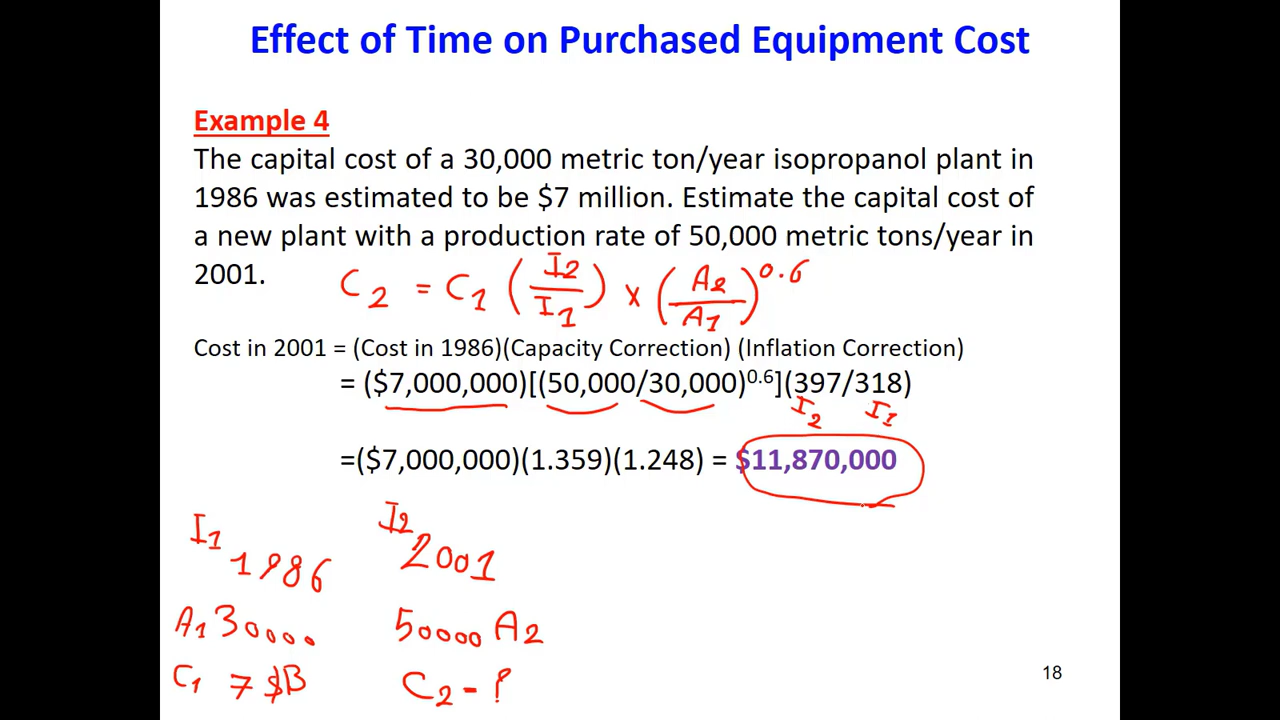 Effect of Time on Purchased Equipment Cost
Example 4
The capital cost of a 30,000 metric ton/year isopropanol plant in
1986 was estimated to be $7 million. Estimate the capital cost of
a new plant with a production rate of 50,000 metric tons/year in
2001.
C2 = C1 (I2/I1) x (A2/A1)^0.6
Cost in 2001 = (Cost in 1986)(Capacity Correction) (Inflation Correction)
= ($7,000,000)[(50,000/30,000)^0.6](397/318)
I2 I1
=($7,000,000)(1.359)(1.248) = $11,870,000
I1 I2
1986 2001
A1 30000 50000 A2
C1 7 $B C2 - ?
18